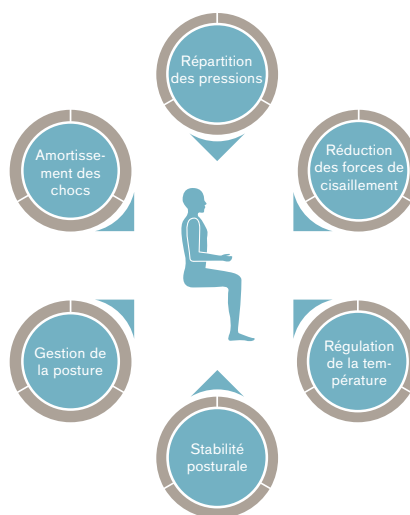 Répartition
des pressions
Réduction
des forces de
cisaillement
Régulation
de la tem-
pérature
Stabilité
posturale
Gestion de
la posture
Amortisse-
ment des
chocs